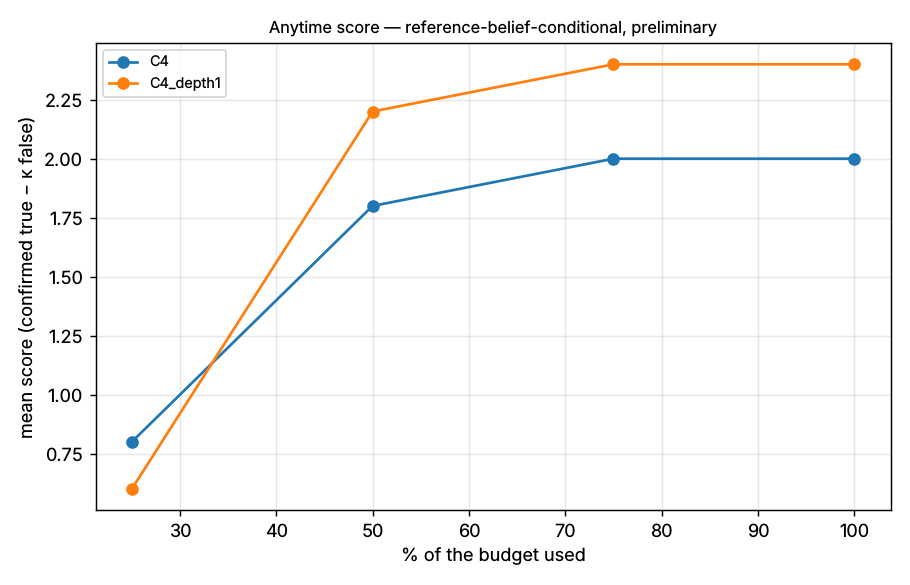 Anytime score — reference-belief-conditional, preliminary
C4
C4_depth1
mean score (confirmed true − κ false)
2.25
2.00
1.75
1.50
1.25
1.00
0.75
30 40 50 60 70 80 90 100
% of the budget used